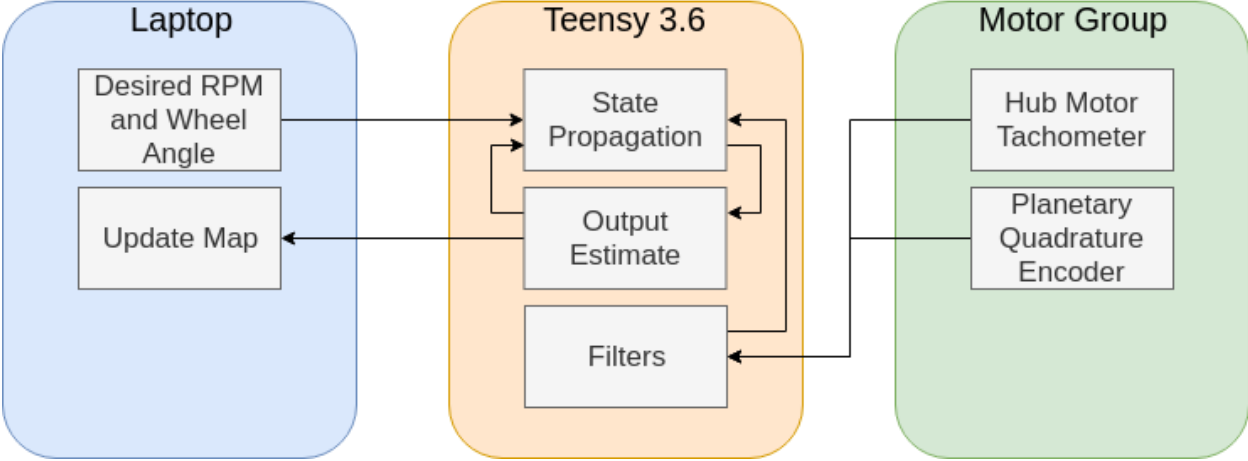 Laptop
Desired RPM
and Wheel
Angle
Update Map
Teensy 3.6
State
Propagation
Output
Estimate
Filters
Motor Group
Hub Motor
Tachometer
Planetary
Quadrature
Encoder